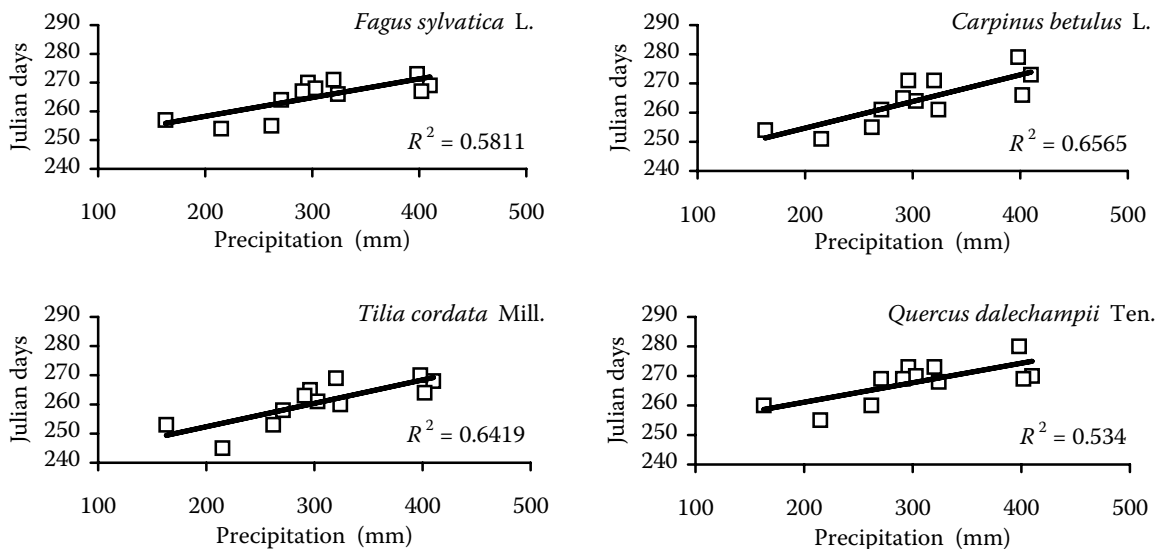 Fagus sylvatica L.
290
280
270
260
250
240
Julian days
R² = 0.5811
100 200 300 400 500
Precipitation (mm)
Carpinus betulus L.
290
280
270
260
250
240
Julian days
R² = 0.6565
100 200 300 400 500
Precipitation (mm)
Tilia cordata Mill.
290
280
270
260
250
240
Julian days
R² = 0.6419
100 200 300 400 500
Precipitation (mm)
Quercus dalechampii Ten.
290
280
270
260
250
240
Julian days
R² = 0.534
100 200 300 400 500
Precipitation (mm)